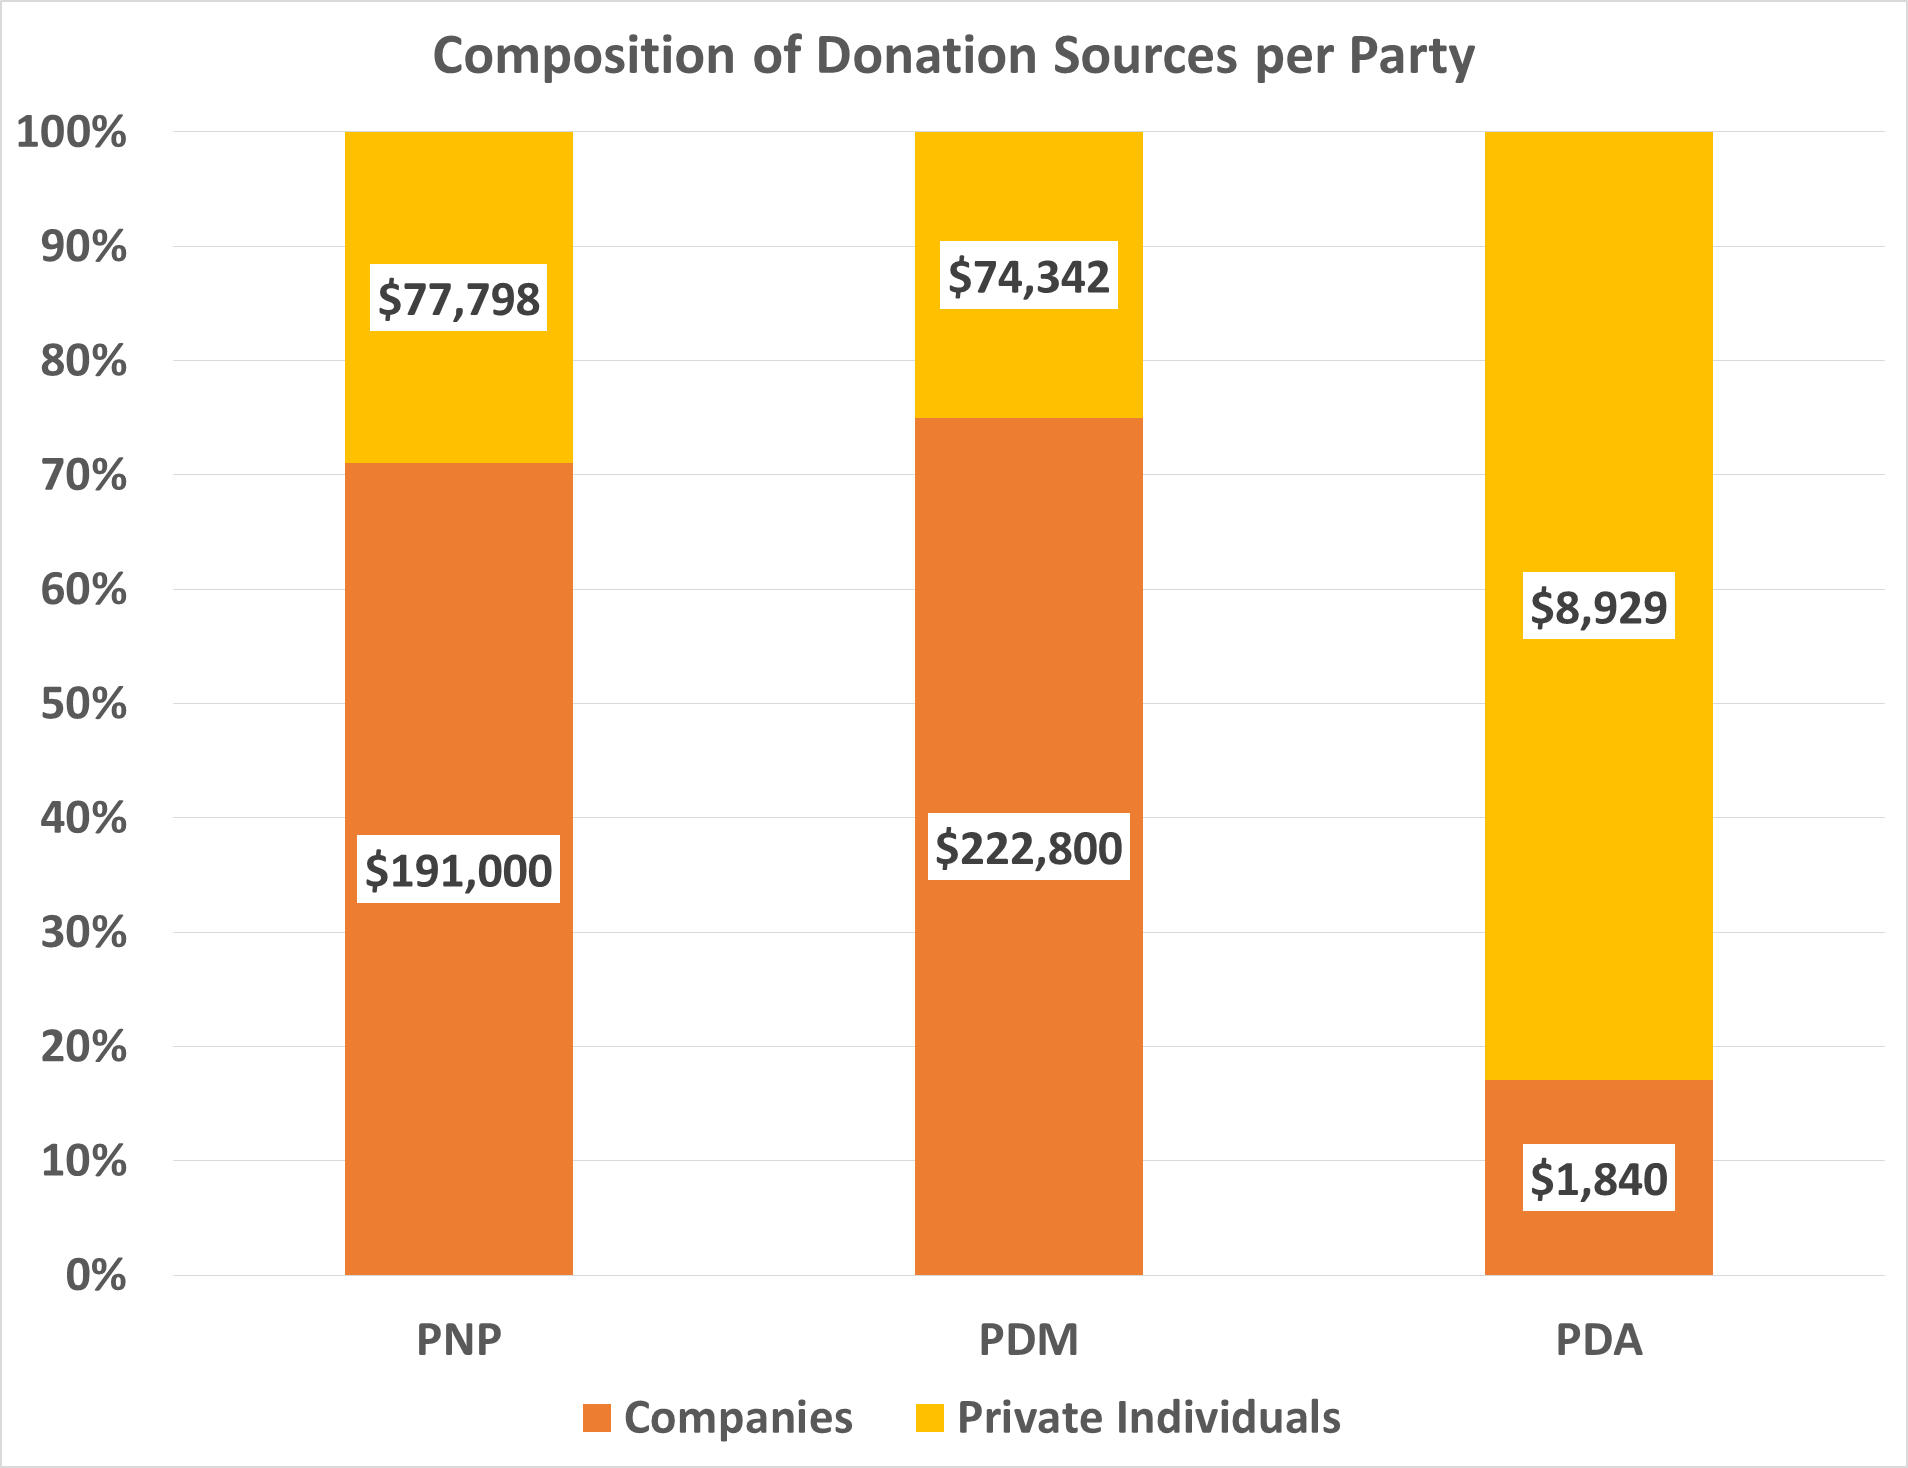 Composition of Donation Sources per Party
100%
90%
80%
70%
60%
50%
40%
30%
20%
10%
0%
$77,798
$74,342
$8,929
$191,000
$222,800
$1,840
PNP
PDM
PDA
Companies
Private Individuals